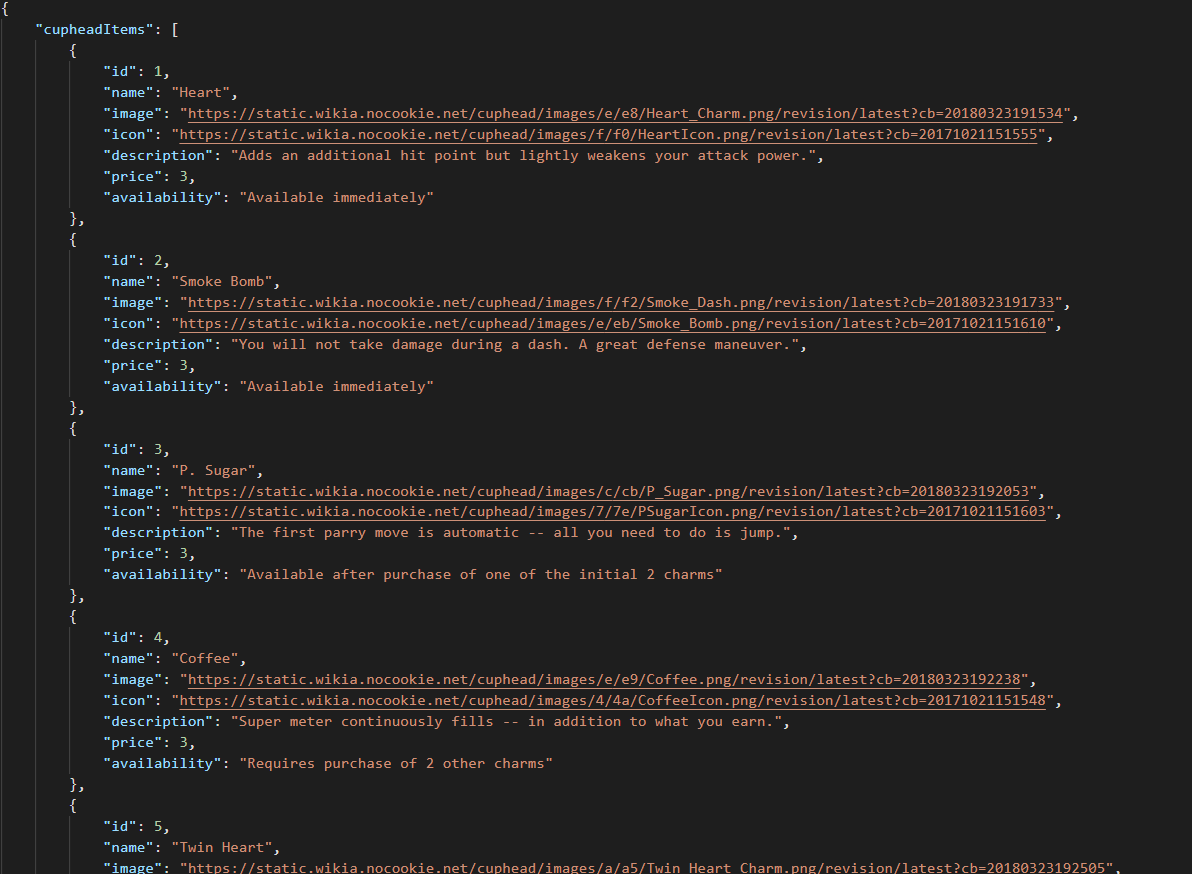 {
    "cupheadItems": [
        {
            "id": 1,
            "name": "Heart",
            "image": "https://static.wikia.nocookie.net/cuphead/images/e/e8/Heart_Charm.png/revision/latest?cb=20180323191534",
            "icon": "https://static.wikia.nocookie.net/cuphead/images/f/f0/HeartIcon.png/revision/latest?cb=20171021151555",
            "description": "Adds an additional hit point but lightly weakens your attack power.",
            "price": 3,
            "availability": "Available immediately"
        },
        {
            "id": 2,
            "name": "Smoke Bomb",
            "image": "https://static.wikia.nocookie.net/cuphead/images/f/f2/Smoke_Dash.png/revision/latest?cb=20180323191733",
            "icon": "https://static.wikia.nocookie.net/cuphead/images/e/eb/Smoke_Bomb.png/revision/latest?cb=20171021151610",
            "description": "You will not take damage during a dash. A great defense maneuver.",
            "price": 3,
            "availability": "Available immediately"
        },
        {
            "id": 3,
            "name": "P. Sugar",
            "image": "https://static.wikia.nocookie.net/cuphead/images/c/cb/P_Sugar.png/revision/latest?cb=20180323192053",
            "icon": "https://static.wikia.nocookie.net/cuphead/images/7/7e/PSugarIcon.png/revision/latest?cb=20171021151603",
            "description": "The first parry move is automatic -- all you need to do is jump.",
            "price": 3,
            "availability": "Available after purchase of one of the initial 2 charms"
        },
        {
            "id": 4,
            "name": "Coffee",
            "image": "https://static.wikia.nocookie.net/cuphead/images/e/e9/Coffee.png/revision/latest?cb=20180323192238",
            "icon": "https://static.wikia.nocookie.net/cuphead/images/4/4a/CoffeeIcon.png/revision/latest?cb=20171021151548",
            "description": "Super meter continuously fills -- in addition to what you earn.",
            "price": 3,
            "availability": "Requires purchase of 2 other charms"
        },
        {
            "id": 5,
            "name": "Twin Heart",
            "image": "https://static.wikia.nocookie.net/cuphead/images/a/a5/Twin_Heart_Charm.png/revision/latest?cb=20180323192505",